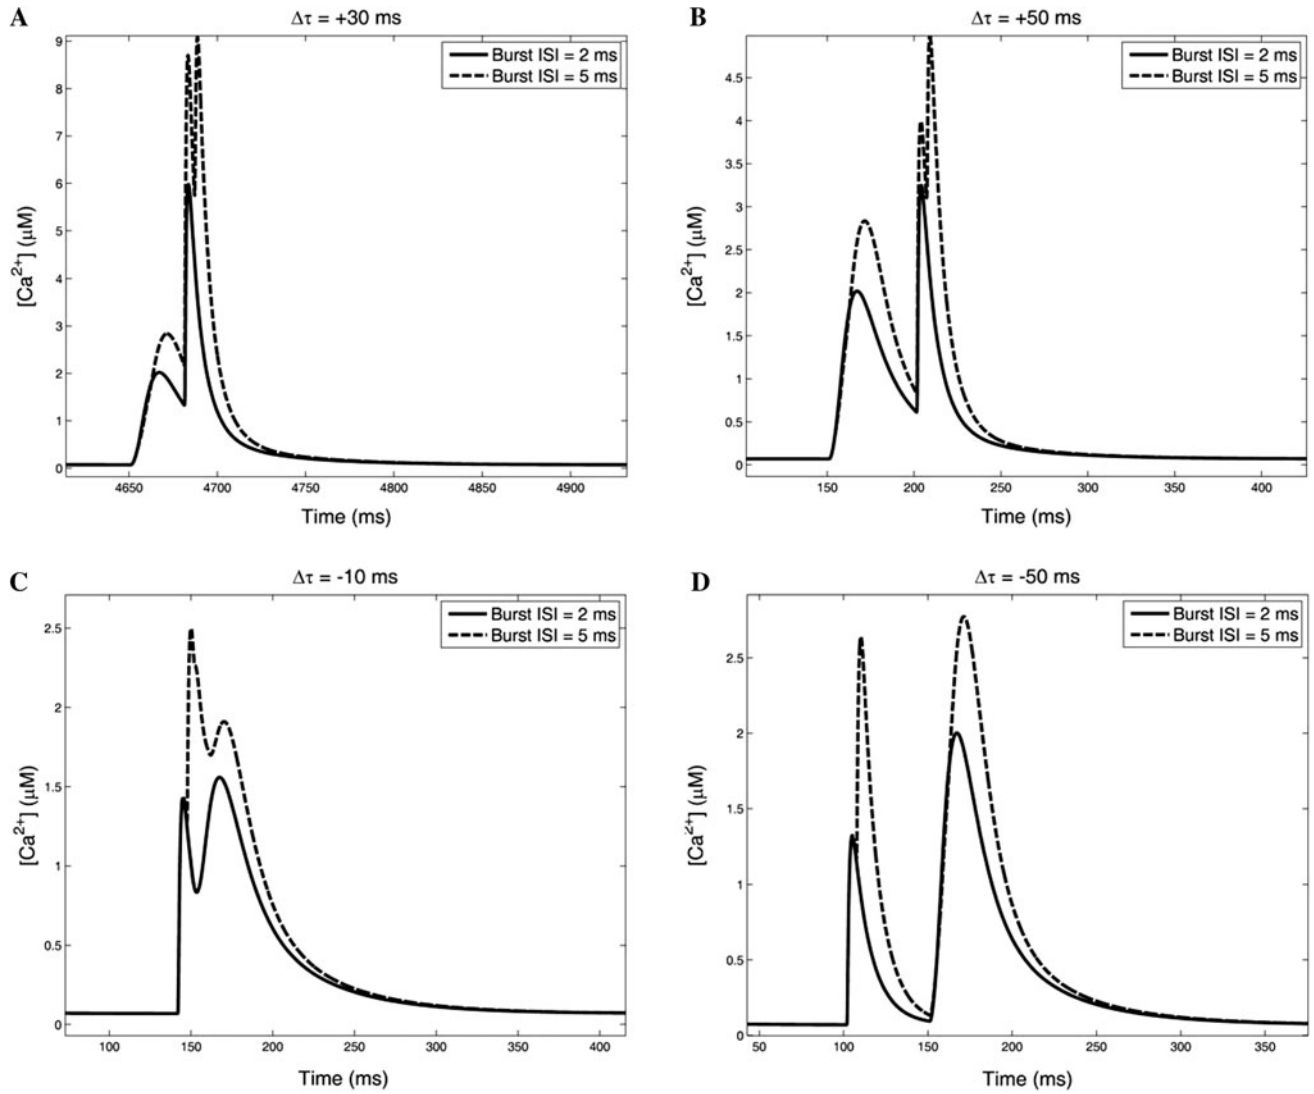 A
Δτ = +30 ms
Burst ISI = 2 ms
Burst ISI = 5 ms
9
8
7
6
5
4
3
2
1
0
[Ca2+] (μM)
4650 4700 4750 4800 4850 4900
Time (ms)
B
Δτ = +50 ms
Burst ISI = 2 ms
Burst ISI = 5 ms
4.5
4
3.5
3
2.5
2
1.5
1
0.5
0
[Ca2+] (μM)
150 200 250 300 350 400
Time (ms)
C
Δτ = -10 ms
Burst ISI = 2 ms
Burst ISI = 5 ms
2.5
2
1.5
1
0.5
0
[Ca2+] (μM)
100 150 200 250 300 350 400
Time (ms)
D
Δτ = -50 ms
Burst ISI = 2 ms
Burst ISI = 5 ms
2.5
2
1.5
1
0.5
0
[Ca2+] (μM)
50 100 150 200 250 300 350
Time (ms)